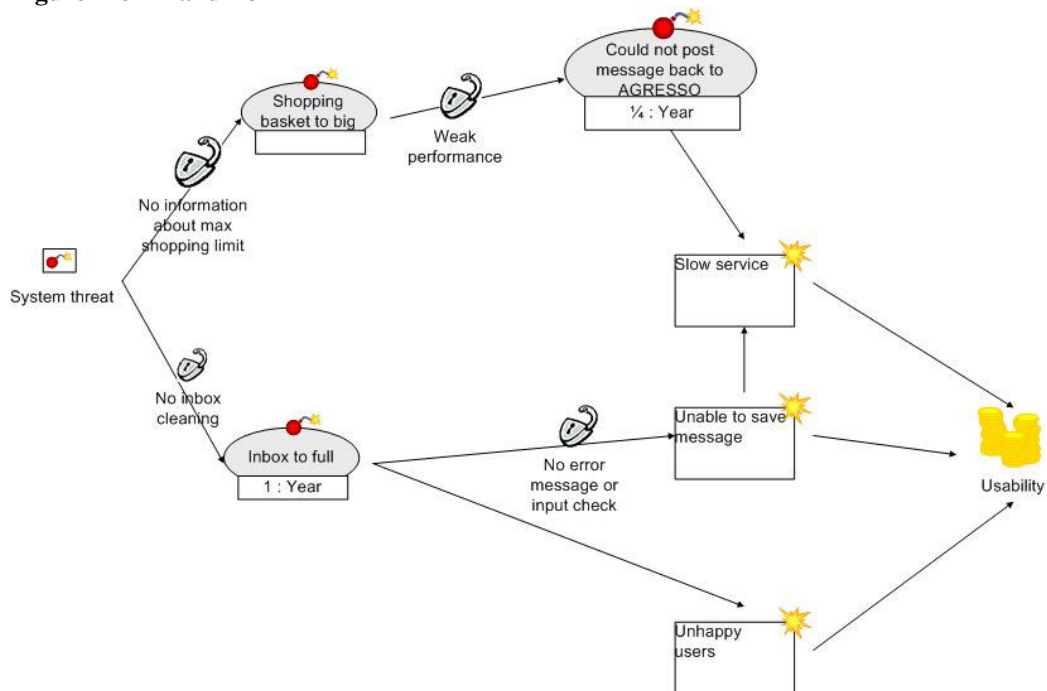 Could not post
message back to
AGRESSO
¼ : Year
Shopping
basket to big
Weak
performance
No information
about max
shopping limit
Slow service
System threat
No inbox
cleaning
Unable to save
message
Inbox to full
1 : Year
No error
message or
input check
Usability
Unhappy
users